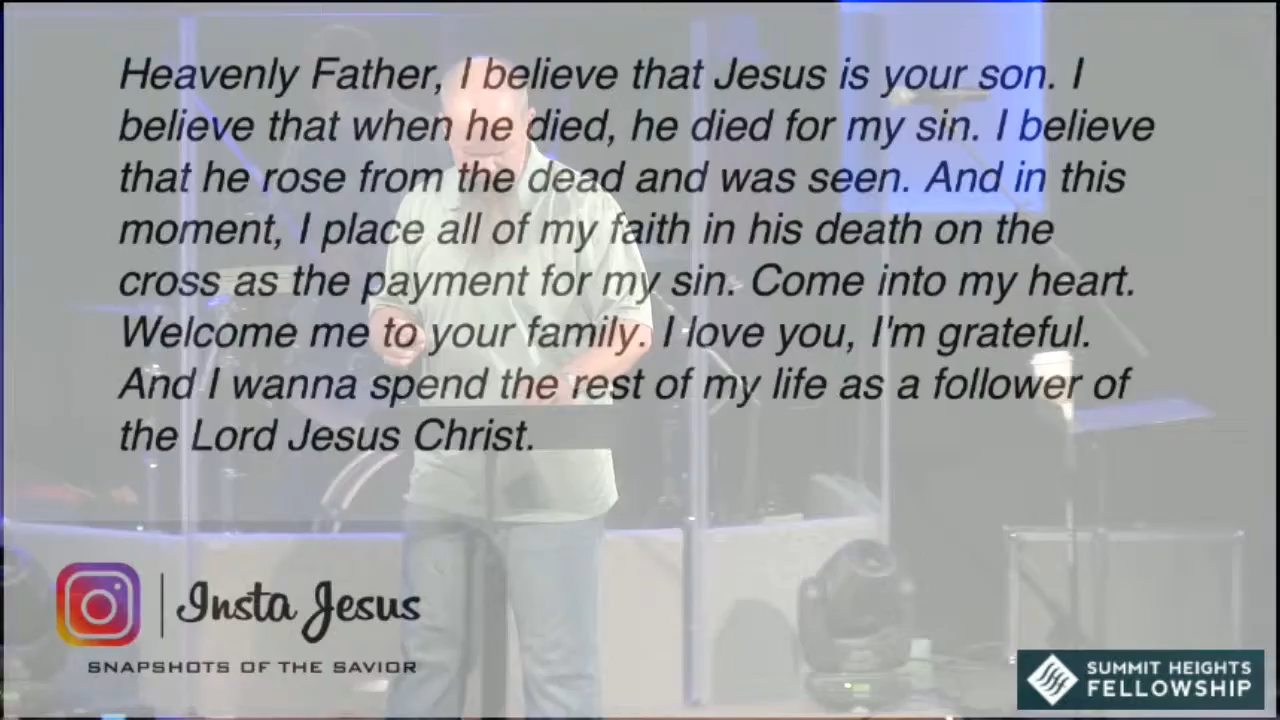 Heavenly Father, I believe that Jesus is your son. I
believe that when he died, he died for my sin. I believe
that he rose from the dead and was seen. And in this
moment, I place all of my faith in his death on the
cross as the payment for my sin. Come into my heart.
Welcome me to your family. I love you, I'm grateful.
And I wanna spend the rest of my life as a follower of
the Lord Jesus Christ.
Insta Jesus
SNAPSHOTS OF THE SAVIOR
SUMMIT HEIGHTS
FELLOWSHIP